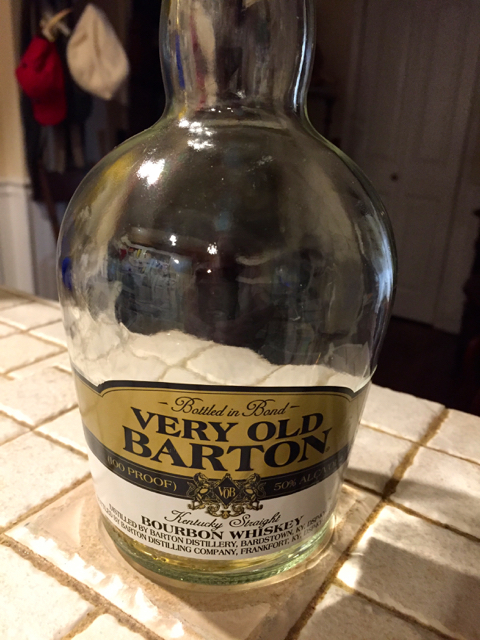 Bottled in Bond
VERY OLD
BARTON
(100 PROOF) 50% ALC
VOB
Kentucky Straight
BOURBON WHISKEY
DISTILLED BY BARTON DISTILLERY, BARDSTOWN, KY
BY BARTON DISTILLING COMPANY, FRANKFORT, KY